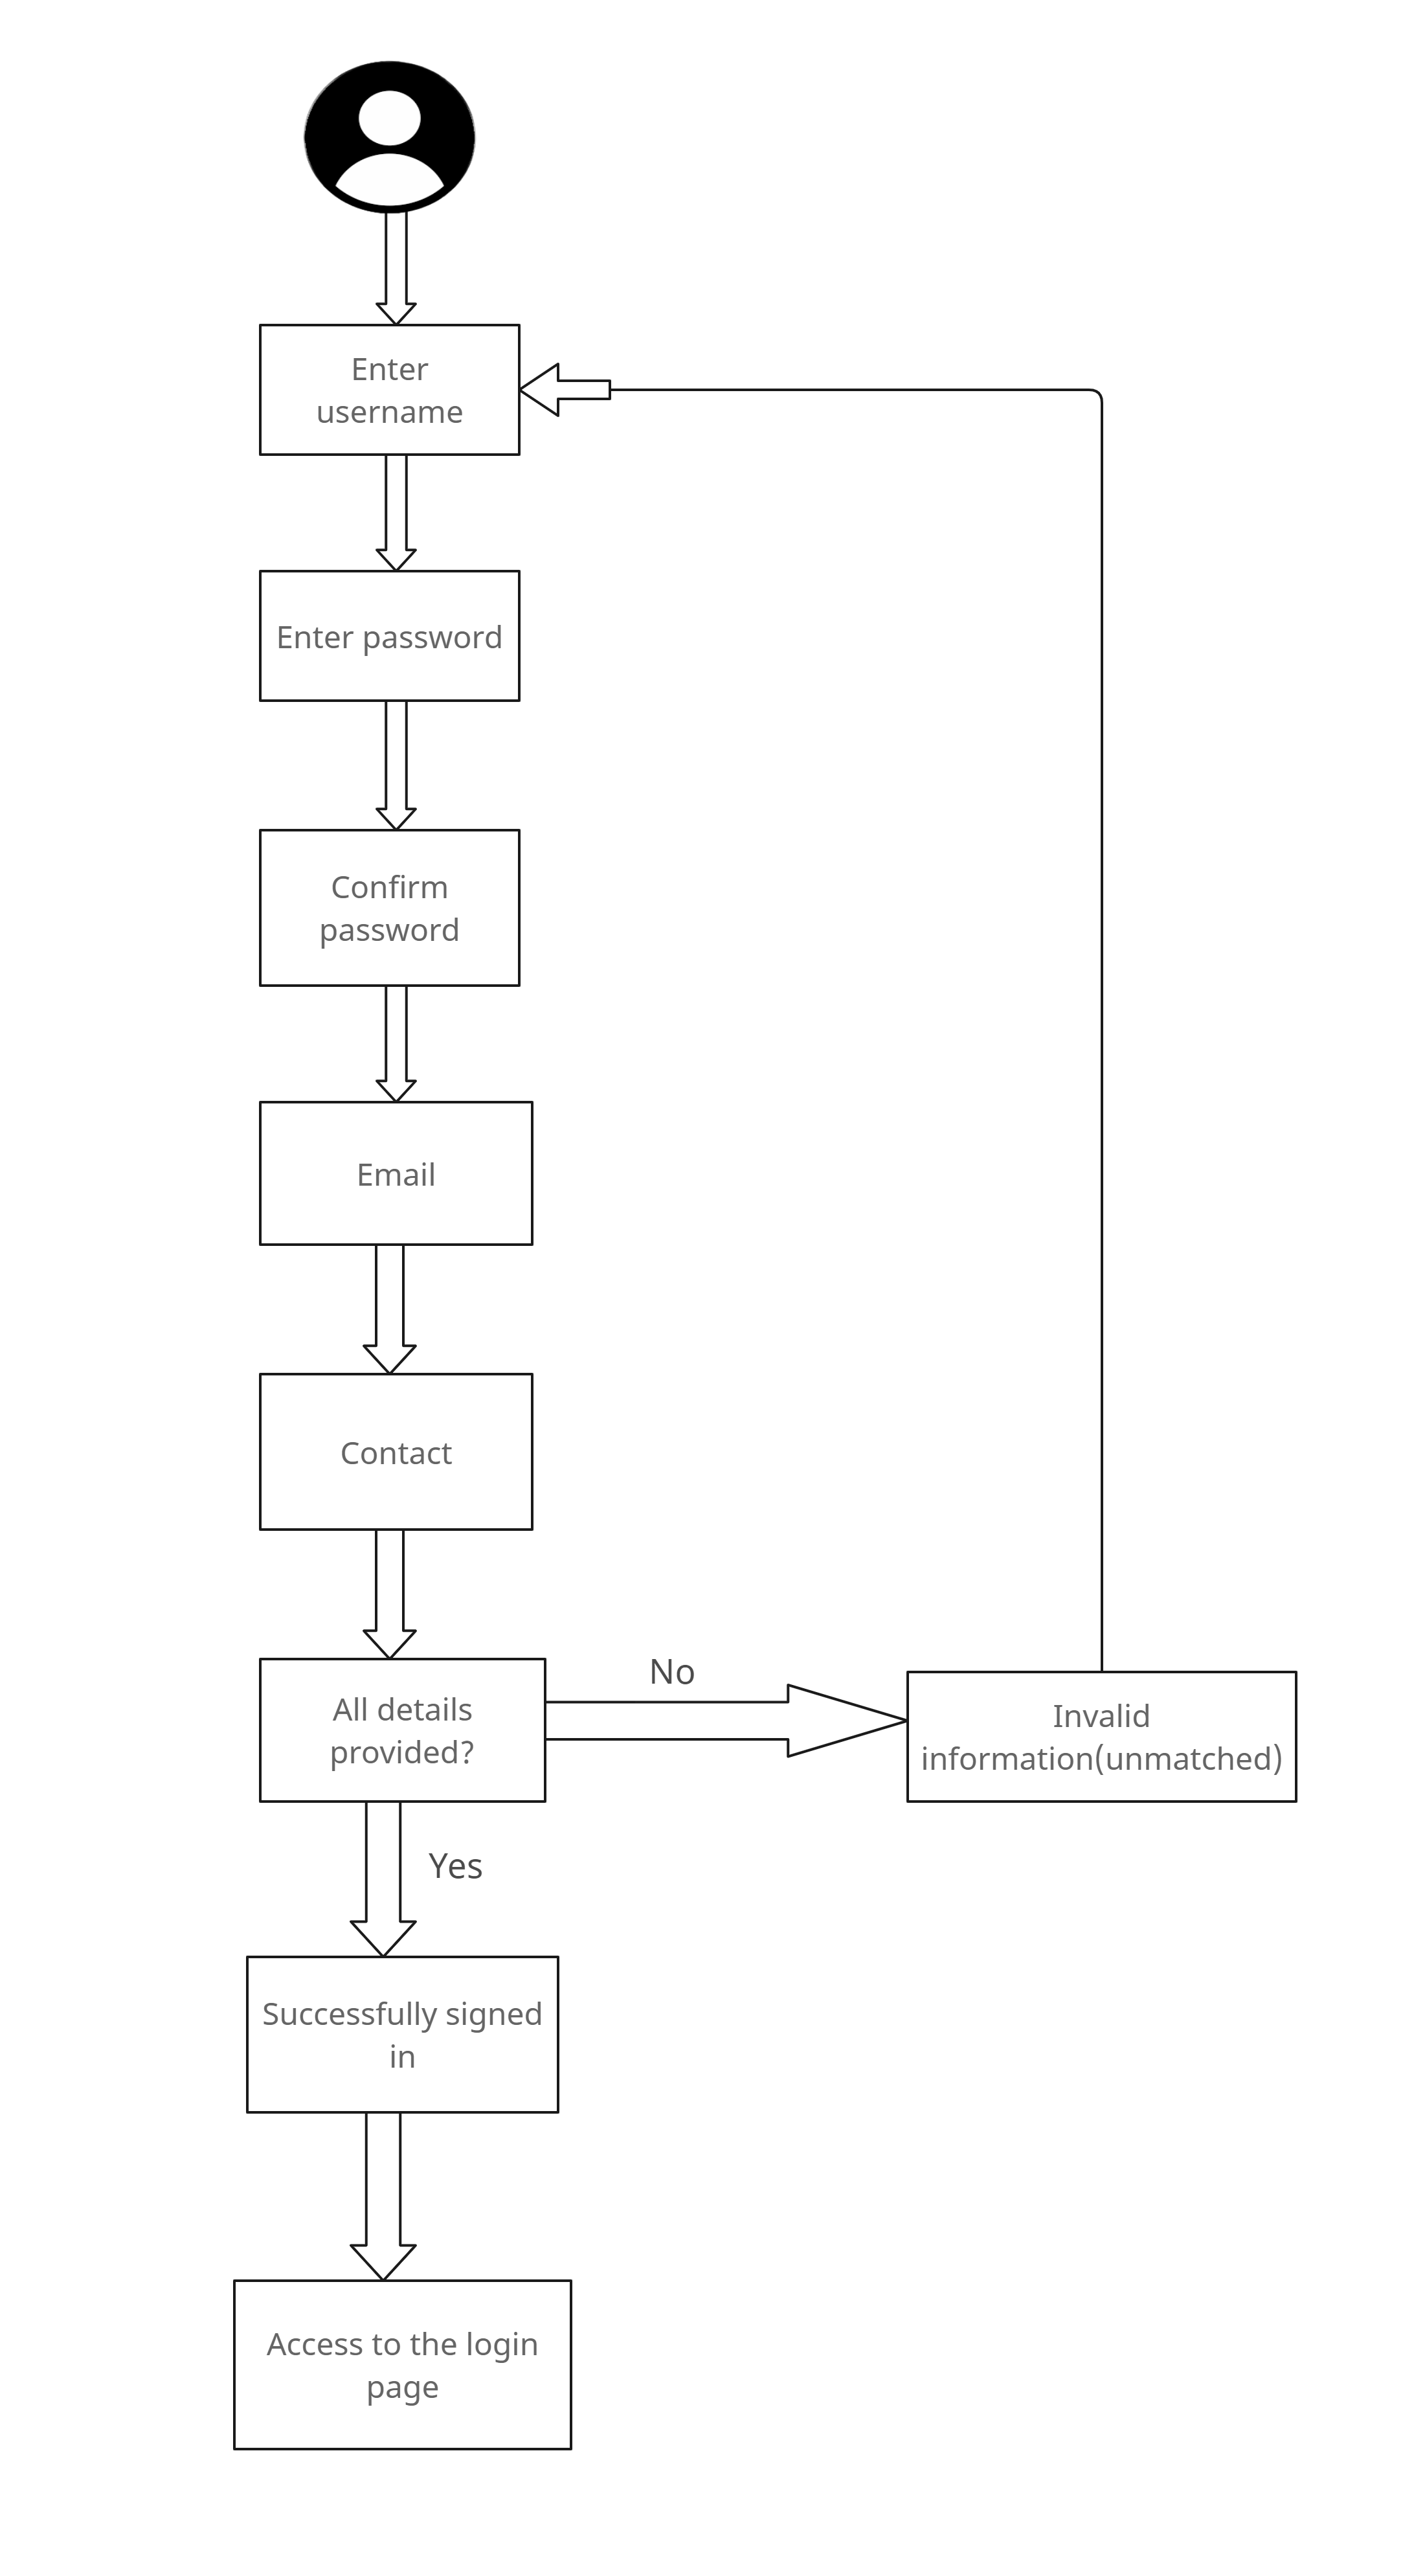 Enter
username
Enter password
Confirm
password
Email
Contact
All details
provided?
No
Invalid
information(unmatched)
Yes
Successfully signed
in
Access to the login
page